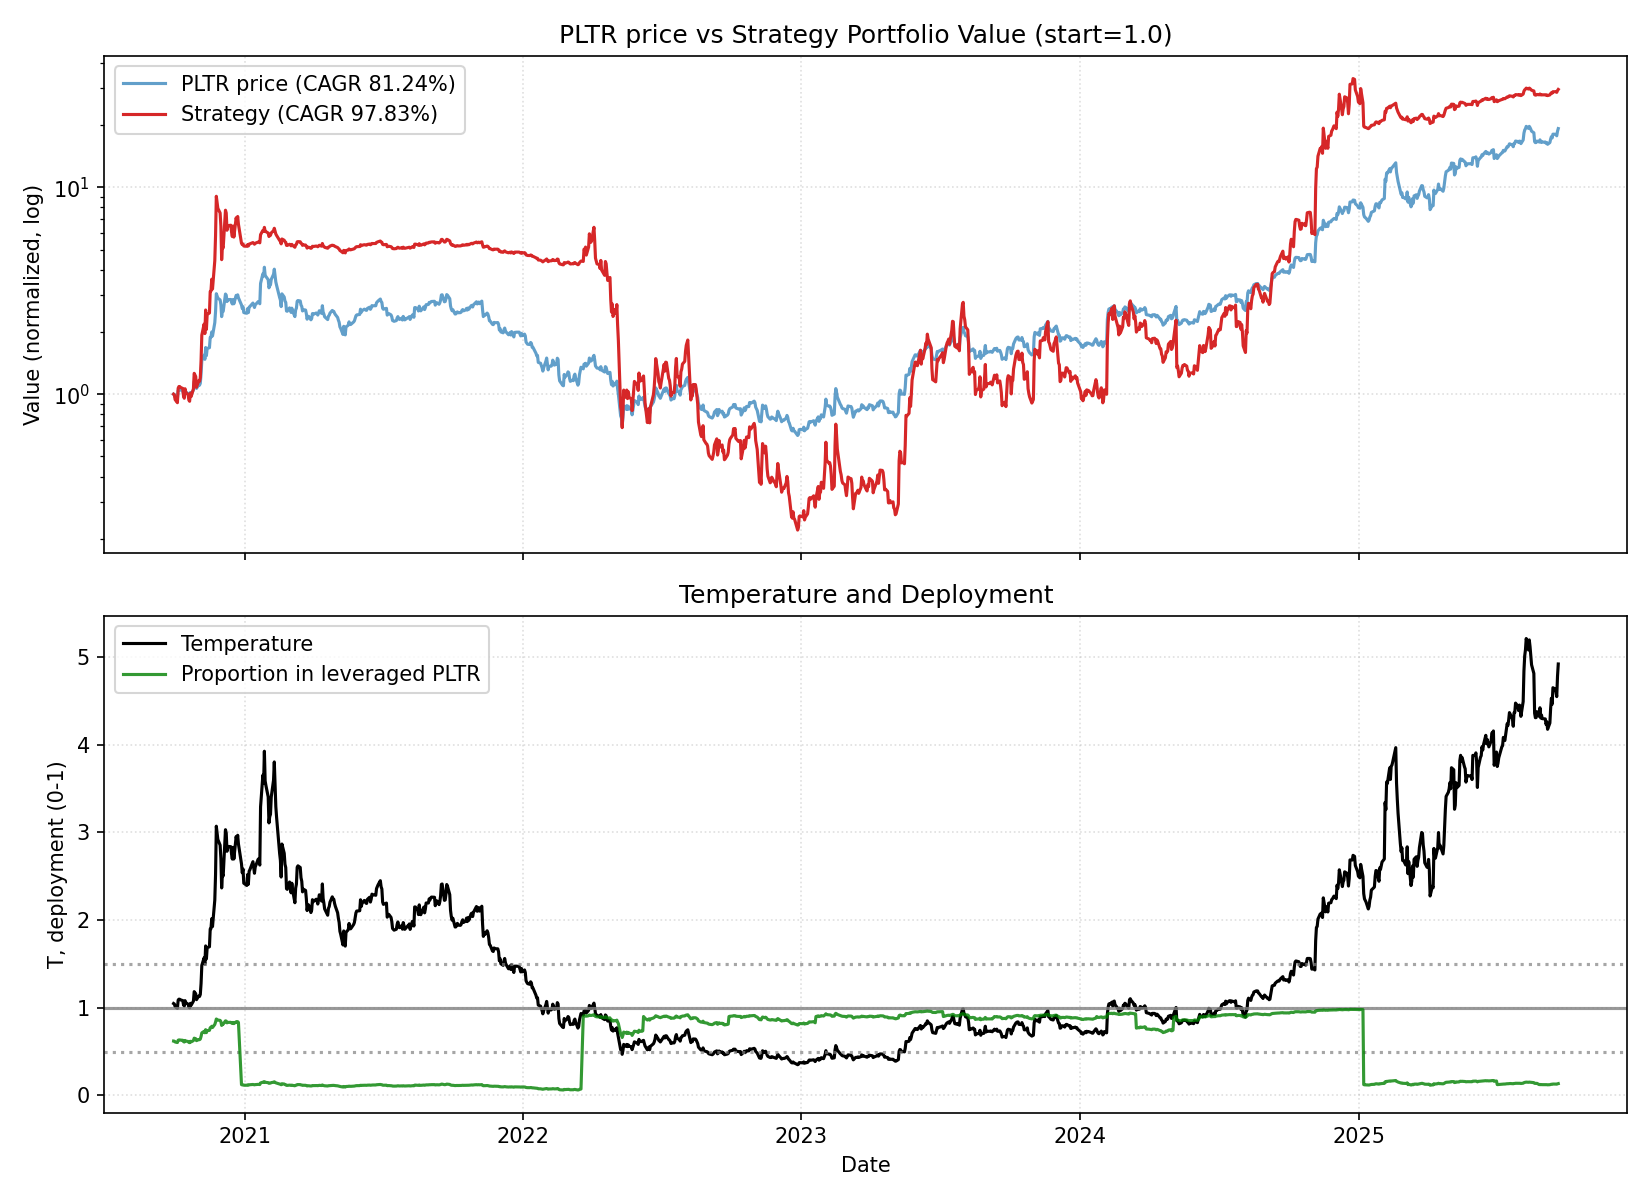 PLTR price vs Strategy Portfolio Value (start=1.0)
PLTR price (CAGR 81.24%)
Strategy (CAGR 97.83%)
Value (normalized, log)
10¹
10⁰
Temperature and Deployment
Temperature
Proportion in leveraged PLTR
T, deployment (0-1)
5
4
3
2
1
0
2021 2022 2023 2024 2025
Date